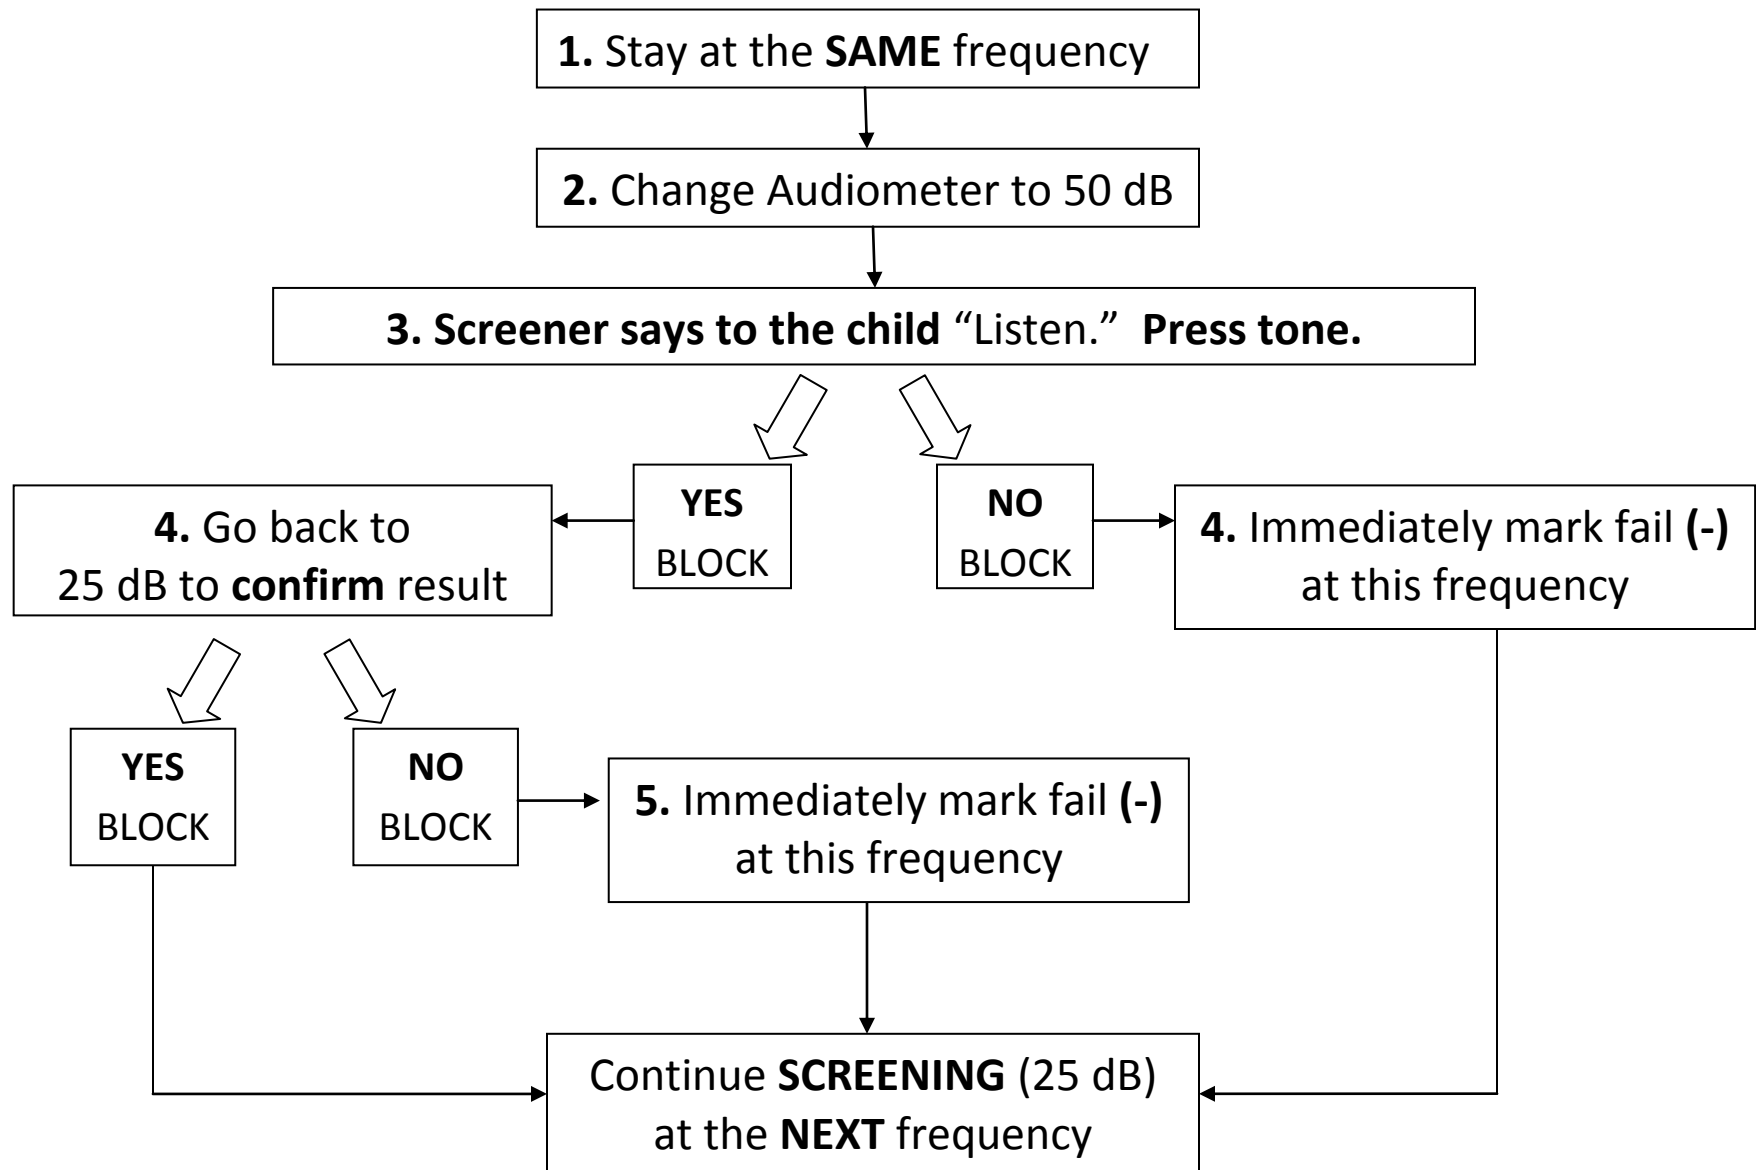 1. Stay at the SAME frequency
2. Change Audiometer to 50 dB
3. Screener says to the child “Listen.” Press tone.
YES
BLOCK
NO
BLOCK
4. Go back to
25 dB to confirm result
4. Immediately mark fail (-)
at this frequency
YES
BLOCK
NO
BLOCK
5. Immediately mark fail (-)
at this frequency
Continue SCREENING (25 dB)
at the NEXT frequency